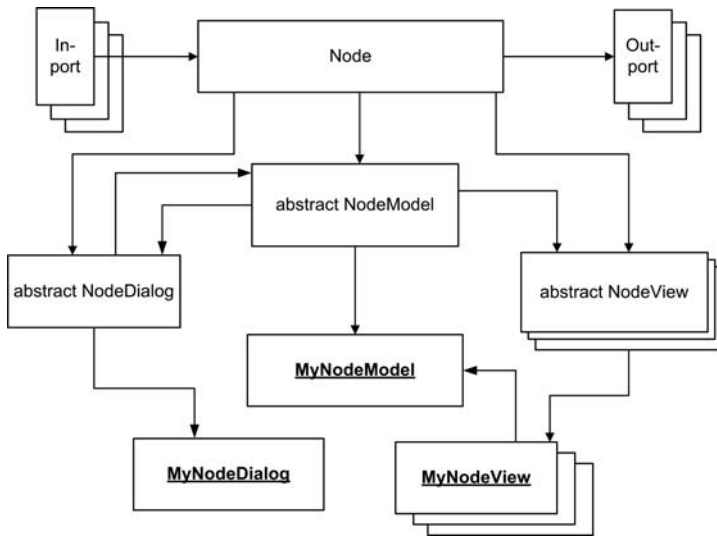 In-
port
Node
Out-
port
abstract NodeModel
abstract NodeDialog
abstract NodeView
MyNodeModel
MyNodeDialog
MyNodeView